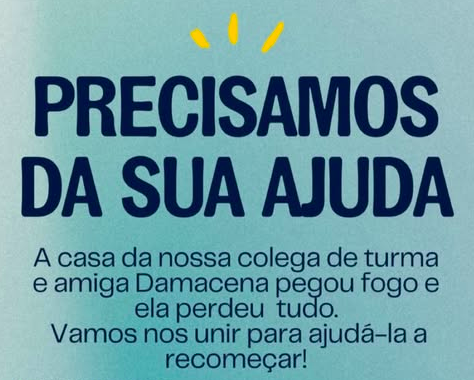 PRECISAMOS
DA SUA AJUDA
A casa da nossa colega de turma
e amiga Damacena pegou fogo e
ela perdeu tudo.
Vamos nos unir para ajudá-la a
recomeçar!